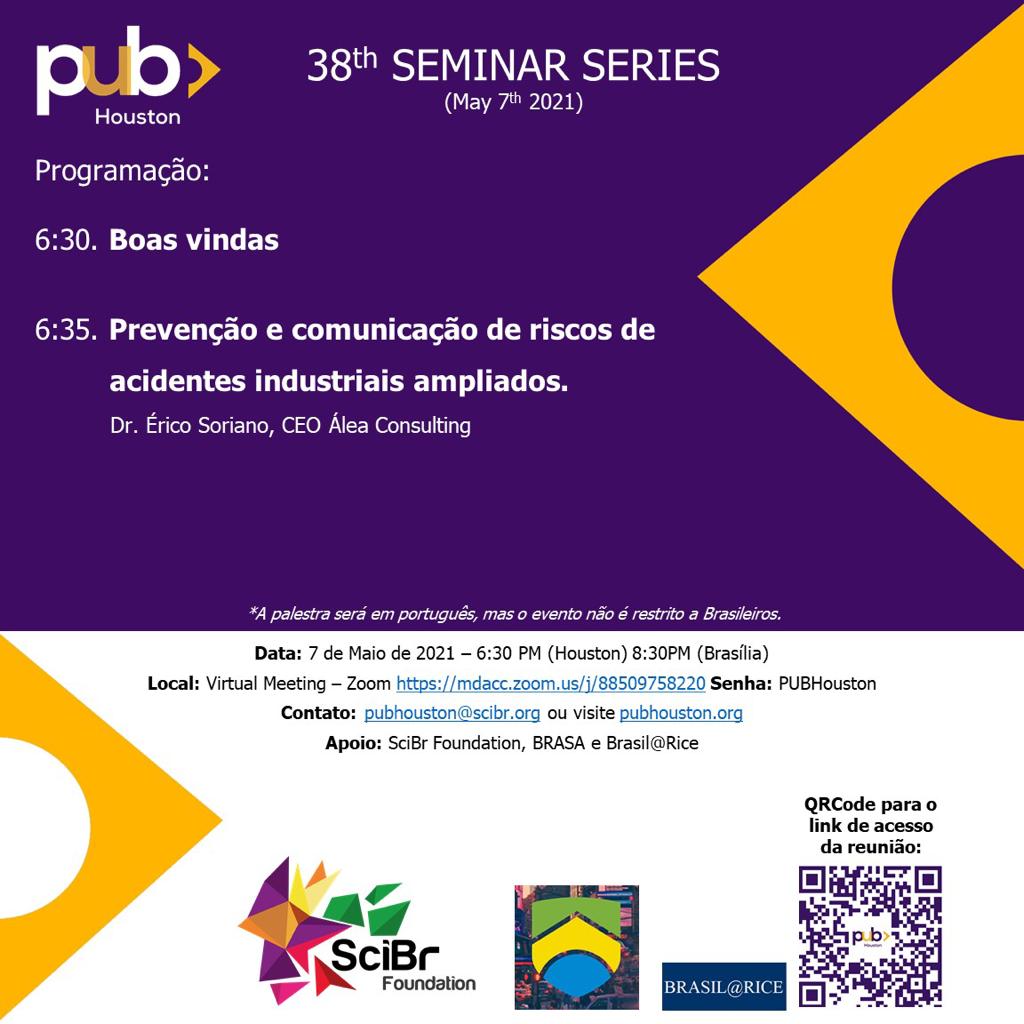 pub
Houston
38th SEMINAR SERIES
(May 7th 2021)
Programação:
6:30. Boas vindas
6:35. Prevenção e comunicação de riscos de
acidentes industriais ampliados.
Dr. Érico Soriano, CEO Álea Consulting
*A palestra será em português, mas o evento não é restrito a Brasileiros.
Data: 7 de Maio de 2021 – 6:30 PM (Houston) 8:30PM (Brasília)
Local: Virtual Meeting – Zoom https://mdacc.zoom.us/j/88509758220 Senha: PUBHouston
Contato: pubhouston@scibr.org ou visite pubhouston.org
Apoio: SciBr Foundation, BRASA e Brasil@Rice
QRCode para o
link de acesso
da reunião:
pub
Houston
SciBr
Foundation
BRASIL@RICE